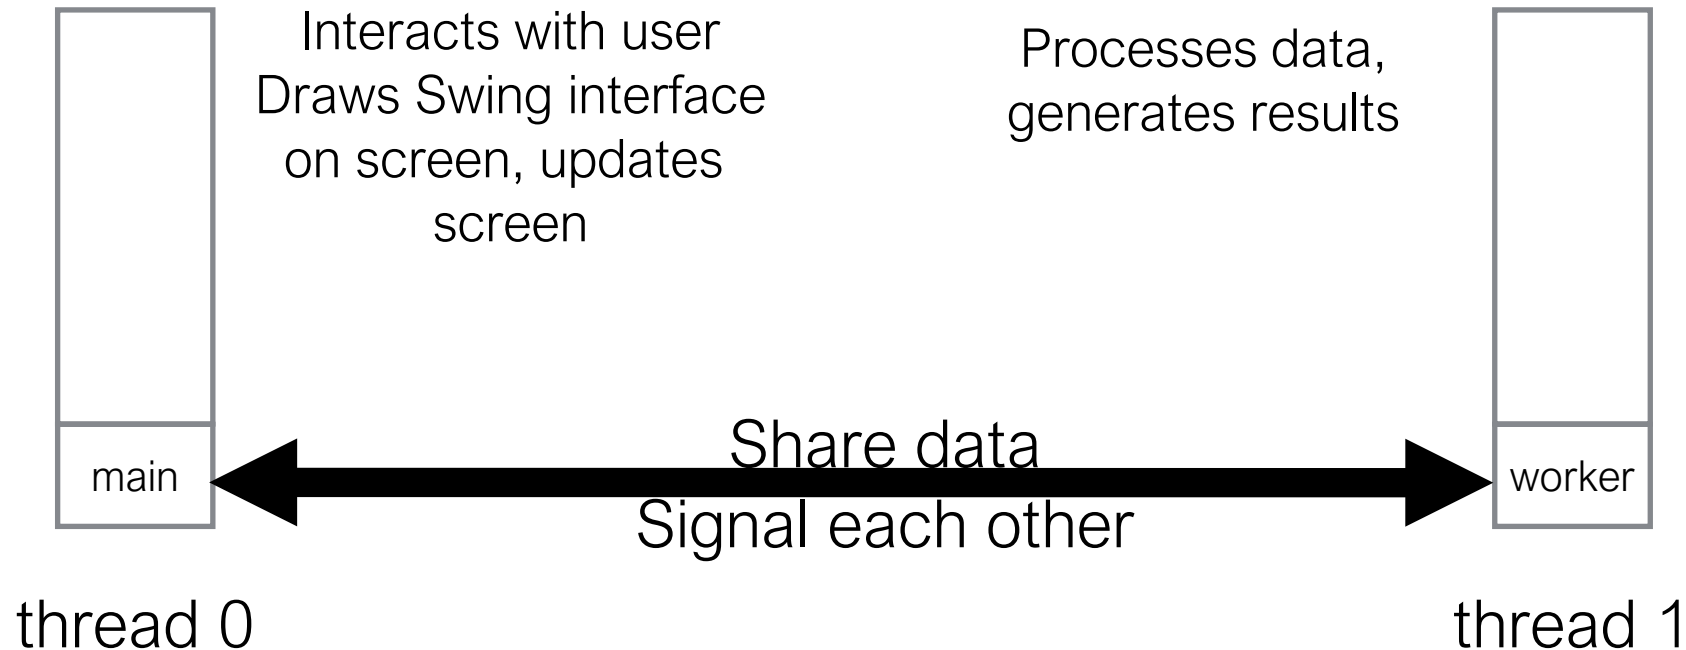 Interacts with user
Draws Swing interface
on screen, updates
screen
Processes data,
generates results
Share data
Signal each other
main
worker
thread 0
thread 1